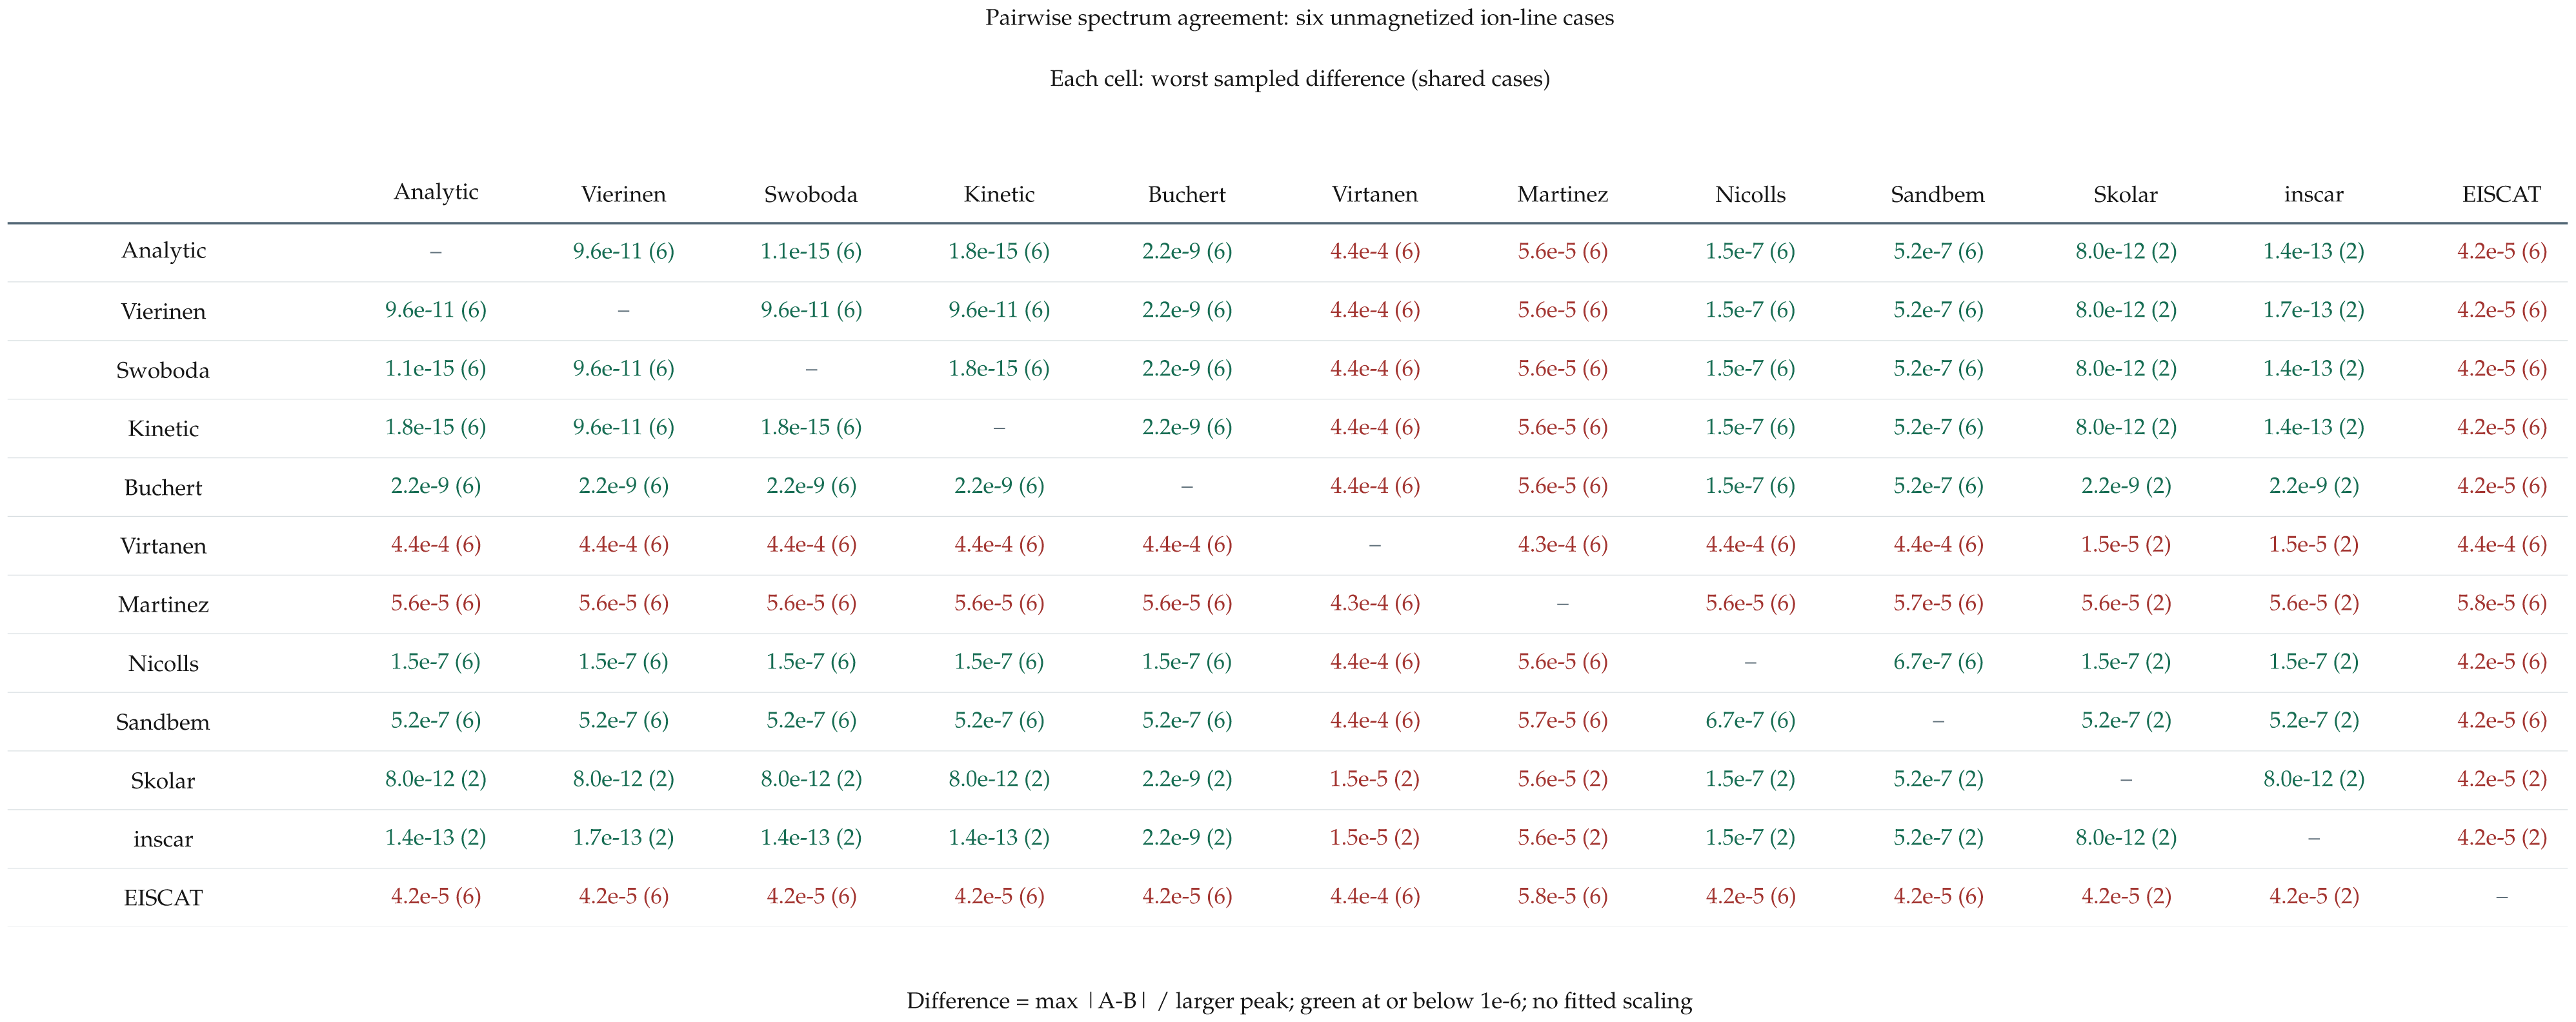 Pairwise spectrum agreement: six unmagnetized ion-line cases
Each cell: worst sampled difference (shared cases)
Analytic Vierinen Swoboda Kinetic Buchert Virtanen Martinez Nicolls Sandbem Skolar inscar EISCAT
Analytic – 9.6e-11 (6) 1.1e-15 (6) 1.8e-15 (6) 2.2e-9 (6) 4.4e-4 (6) 5.6e-5 (6) 1.5e-7 (6) 5.2e-7 (6) 8.0e-12 (2) 1.4e-13 (2) 4.2e-5 (6)
Vierinen 9.6e-11 (6) – 9.6e-11 (6) 9.6e-11 (6) 2.2e-9 (6) 4.4e-4 (6) 5.6e-5 (6) 1.5e-7 (6) 5.2e-7 (6) 8.0e-12 (2) 1.7e-13 (2) 4.2e-5 (6)
Swoboda 1.1e-15 (6) 9.6e-11 (6) – 1.8e-15 (6) 2.2e-9 (6) 4.4e-4 (6) 5.6e-5 (6) 1.5e-7 (6) 5.2e-7 (6) 8.0e-12 (2) 1.4e-13 (2) 4.2e-5 (6)
Kinetic 1.8e-15 (6) 9.6e-11 (6) 1.8e-15 (6) – 2.2e-9 (6) 4.4e-4 (6) 5.6e-5 (6) 1.5e-7 (6) 5.2e-7 (6) 8.0e-12 (2) 1.4e-13 (2) 4.2e-5 (6)
Buchert 2.2e-9 (6) 2.2e-9 (6) 2.2e-9 (6) 2.2e-9 (6) – 4.4e-4 (6) 5.6e-5 (6) 1.5e-7 (6) 5.2e-7 (6) 2.2e-9 (2) 2.2e-9 (2) 4.2e-5 (6)
Virtanen 4.4e-4 (6) 4.4e-4 (6) 4.4e-4 (6) 4.4e-4 (6) 4.4e-4 (6) – 4.3e-4 (6) 4.4e-4 (6) 4.4e-4 (6) 1.5e-5 (2) 1.5e-5 (2) 4.4e-4 (6)
Martinez 5.6e-5 (6) 5.6e-5 (6) 5.6e-5 (6) 5.6e-5 (6) 5.6e-5 (6) 4.3e-4 (6) – 5.6e-5 (6) 5.7e-5 (6) 5.6e-5 (2) 5.6e-5 (2) 5.8e-5 (6)
Nicolls 1.5e-7 (6) 1.5e-7 (6) 1.5e-7 (6) 1.5e-7 (6) 1.5e-7 (6) 4.4e-4 (6) 5.6e-5 (6) – 6.7e-7 (6) 1.5e-7 (2) 1.5e-7 (2) 4.2e-5 (6)
Sandbem 5.2e-7 (6) 5.2e-7 (6) 5.2e-7 (6) 5.2e-7 (6) 5.2e-7 (6) 4.4e-4 (6) 5.7e-5 (6) 6.7e-7 (6) – 5.2e-7 (2) 5.2e-7 (2) 4.2e-5 (6)
Skolar 8.0e-12 (2) 8.0e-12 (2) 8.0e-12 (2) 8.0e-12 (2) 2.2e-9 (2) 1.5e-5 (2) 5.6e-5 (2) 1.5e-7 (2) 5.2e-7 (2) – 8.0e-12 (2) 4.2e-5 (2)
inscar 1.4e-13 (2) 1.7e-13 (2) 1.4e-13 (2) 1.4e-13 (2) 2.2e-9 (2) 1.5e-5 (2) 5.6e-5 (2) 1.5e-7 (2) 5.2e-7 (2) 8.0e-12 (2) – 4.2e-5 (2)
EISCAT 4.2e-5 (6) 4.2e-5 (6) 4.2e-5 (6) 4.2e-5 (6) 4.2e-5 (6) 4.4e-4 (6) 5.8e-5 (6) 4.2e-5 (6) 4.2e-5 (6) 4.2e-5 (2) 4.2e-5 (2) –
Difference = max |A-B| / larger peak; green at or below 1e-6; no fitted scaling